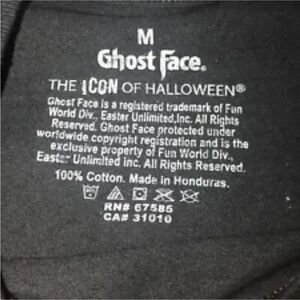 M
Ghost Face.
THE ICON OF HALLOWEEN®
Ghost Face is a registered trademark of Fun
World Div., Easter Unlimited,Inc. All Rights
Reserved. Ghost Face protected under
worldwide copyright registration and is the
exclusive property of Fun World Div.,
Easter Unlimited inc. All Rights Reserved.
100% Cotton. Made in Honduras.
RN# 67585
CA# 31010